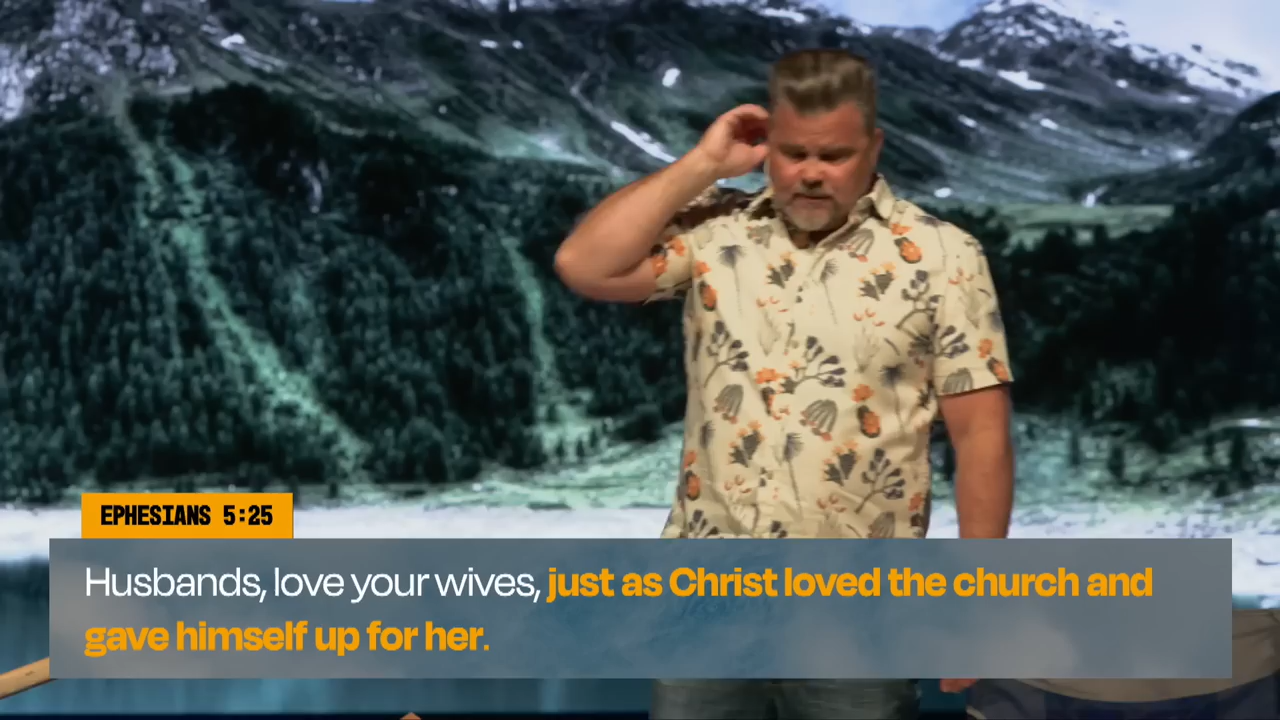 EPHESIANS 5:25
Husbands, love your wives, just as Christ loved the church and
gave himself up for her.